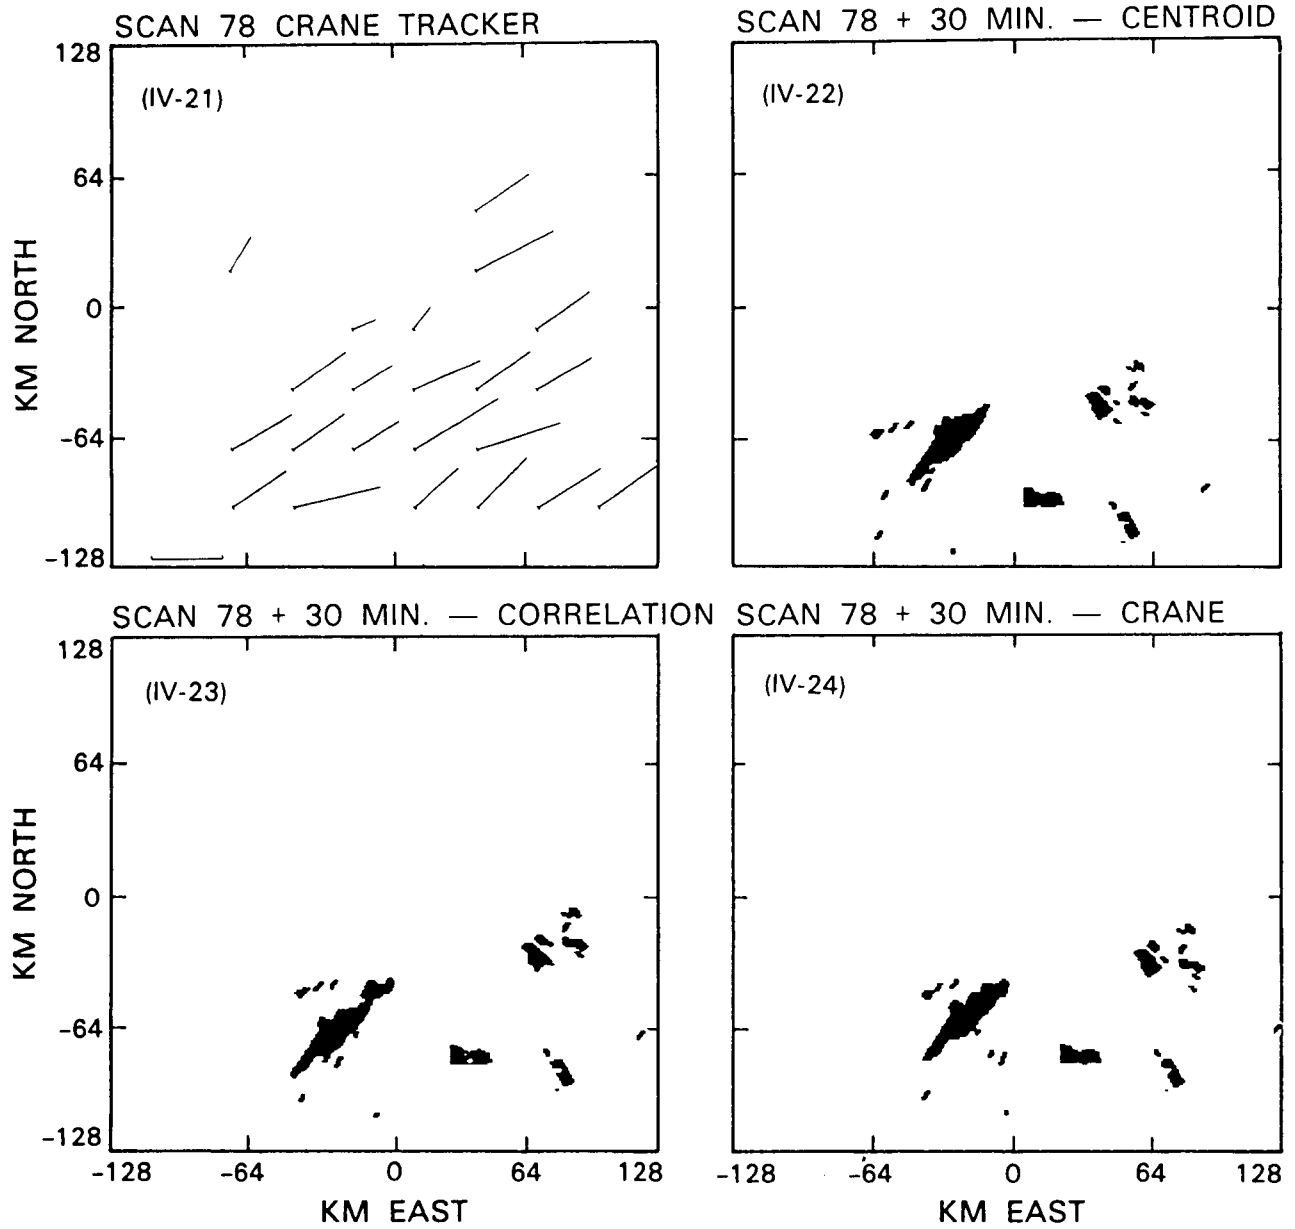 SCAN 78 CRANE TRACKER
SCAN 78 + 30 MIN. — CENTROID
128
(IV-21)
(IV-22)
64
0
-64
-128
KM NORTH
SCAN 78 + 30 MIN. — CORRELATION
SCAN 78 + 30 MIN. — CRANE
128
(IV-23)
(IV-24)
64
0
-64
-128
KM NORTH
-128 -64 0 64 128
-128 -64 0 64 128
KM EAST
KM EAST